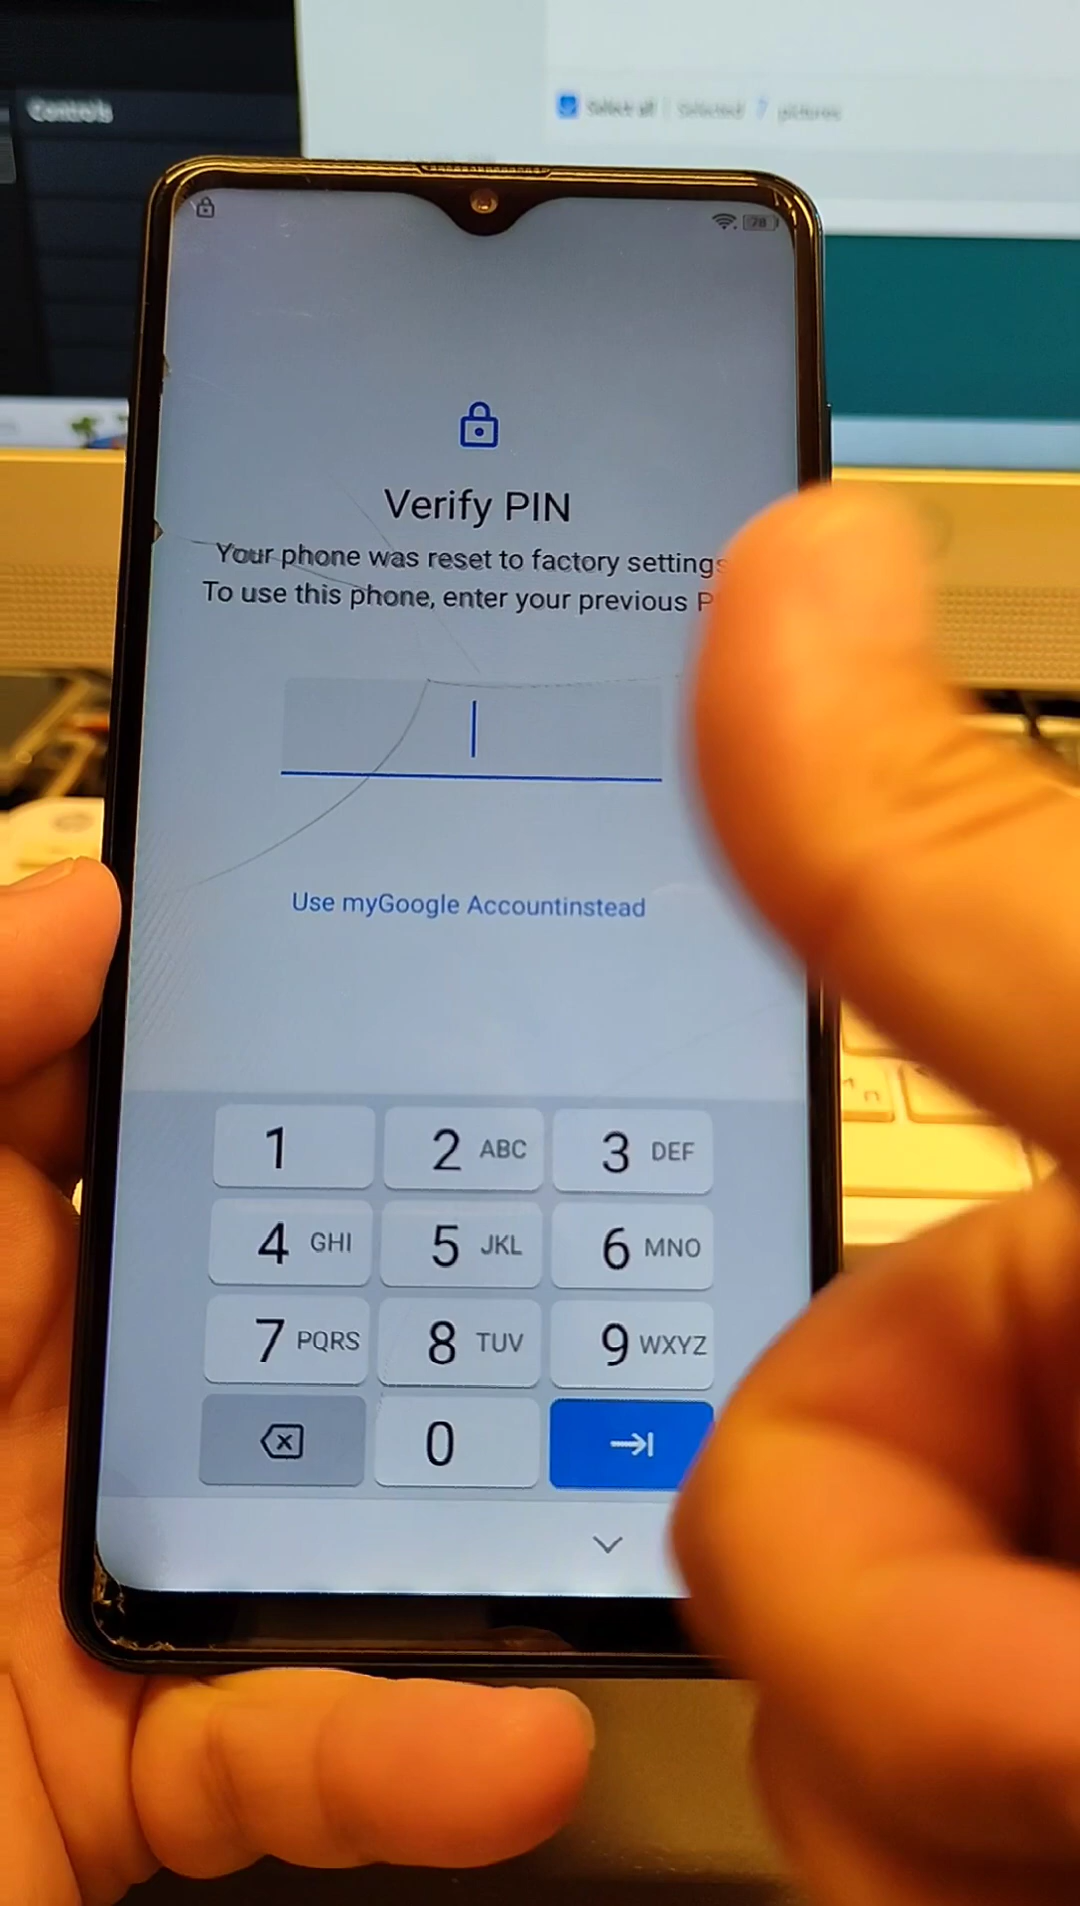 Controls
Select all | Selected 7 pictures
78
Verify PIN
Your phone was reset to factory settings
To use this phone, enter your previous P
Use myGoogle Accountinstead
1
2 ABC
3 DEF
4 GHI
5 JKL
6 MNO
7 PQRS
8 TUV
9 WXYZ
0